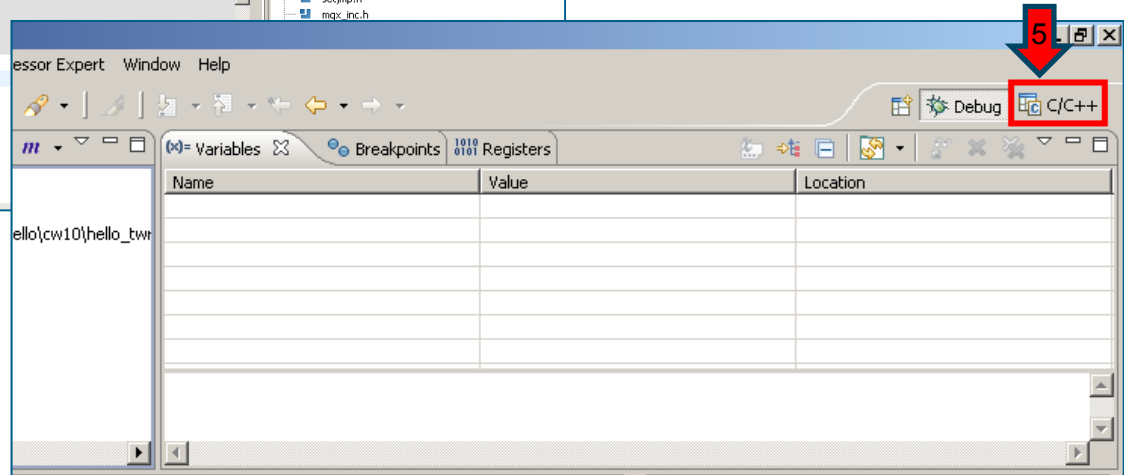 mqx_inc.h
5
essor Expert Window Help
Debug C/C++
m (x)= Variables Breakpoints 1010 0101 Registers
Name Value Location
ello\cw10\hello_twr